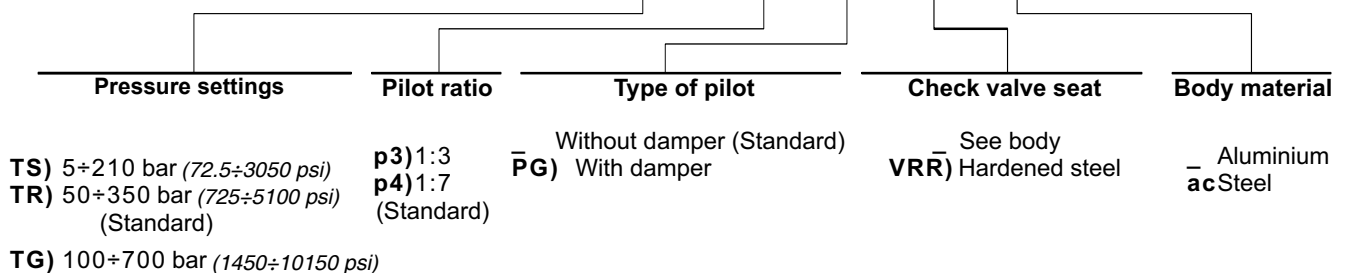 Pressure settings
Pilot ratio
Type of pilot
Check valve seat
Body material
TS) 5÷210 bar (72.5÷3050 psi)
TR) 50÷350 bar (725÷5100 psi)
(Standard)
TG) 100÷700 bar (1450÷10150 psi)
p3)1:3
p4)1:7
(Standard)
_ Without damper (Standard)
PG) With damper
_ See body
VRR) Hardened steel
_ Aluminium
acSteel